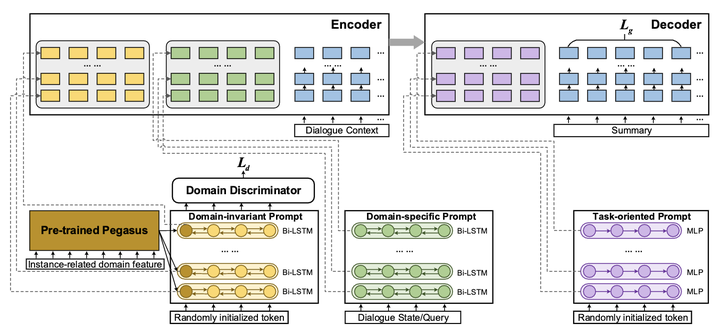 Encoder
Decoder
L_g
... ...
... ...
...
...
... ...
...
...
...
...
...
...
Dialogue Context
Summary
L_d
Domain Discriminator
Domain-invariant Prompt
Domain-specific Prompt
Task-oriented Prompt
Pre-trained Pegasus
Bi-LSTM
Bi-LSTM
MLP
... ...
... ...
... ...
Instance-related domain feature
Bi-LSTM
Bi-LSTM
MLP
Bi-LSTM
Bi-LSTM
MLP
Randomly initialized token
Dialogue State/Query
Randomly initialized token